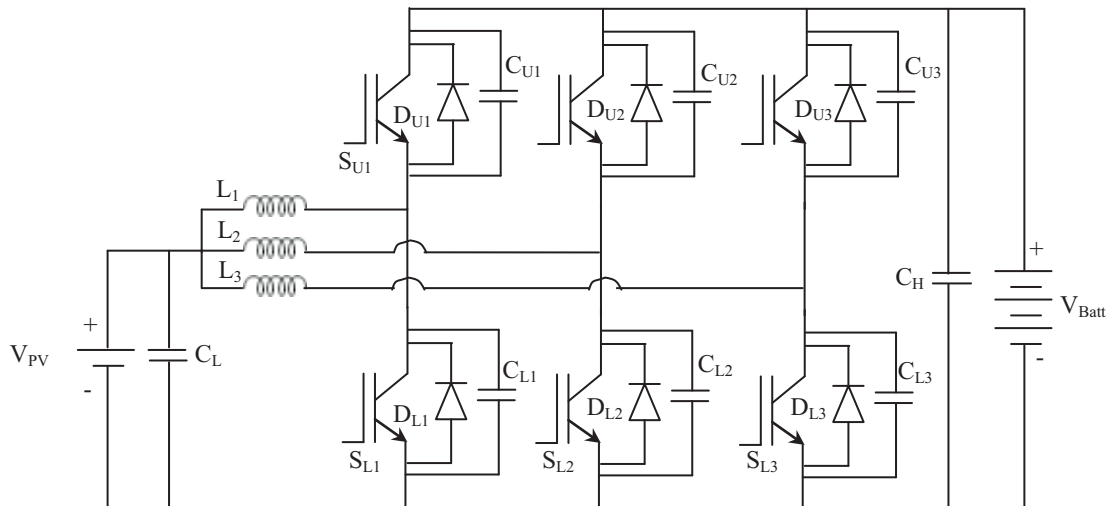 C_U1
C_U2
C_U3
D_U1
D_U2
D_U3
S_U1
L_1
L_2
L_3
+
V_PV
-
C_L
C_H
+
V_Batt
-
C_L1
C_L2
C_L3
D_L1
D_L2
D_L3
S_L1
S_L2
S_L3